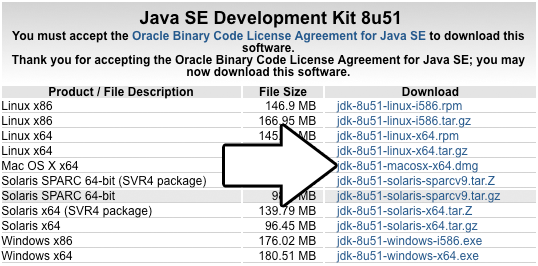 Java SE Development Kit 8u51
You must accept the Oracle Binary Code License Agreement for Java SE to download this
software.
Thank you for accepting the Oracle Binary Code License Agreement for Java SE; you may
now download this software.
Product / File Description File Size Download
Linux x86 146.9 MB jdk-8u51-linux-i586.rpm
Linux x86 166.95 MB jdk-8u51-linux-i586.tar.gz
Linux x64 145. MB jdk-8u51-linux-x64.rpm
Linux x64 jdk-8u51-linux-x64.tar.gz
Mac OS X x64 jdk-8u51-macosx-x64.dmg
Solaris SPARC 64-bit (SVR4 package) jdk-8u51-solaris-sparcv9.tar.Z
Solaris SPARC 64-bit MB jdk-8u51-solaris-sparcv9.tar.gz
Solaris x64 (SVR4 package) 139.79 MB jdk-8u51-solaris-x64.tar.Z
Solaris x64 96.45 MB jdk-8u51-solaris-x64.tar.gz
Windows x86 176.02 MB jdk-8u51-windows-i586.exe
Windows x64 180.51 MB jdk-8u51-windows-x64.exe